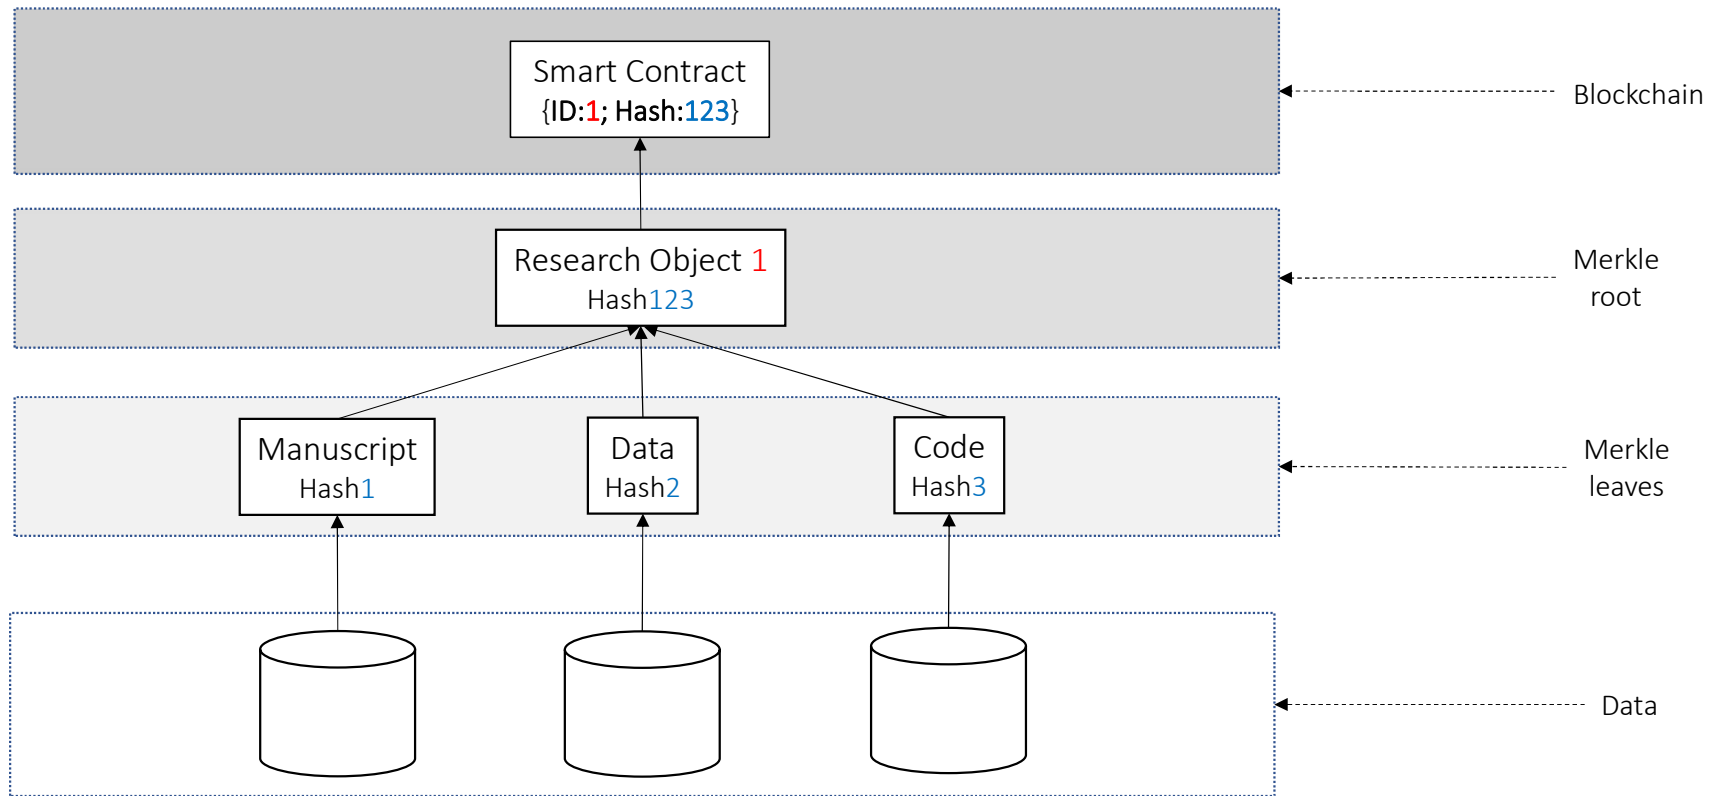 Smart Contract
{ID:1; Hash:123}
Blockchain
Research Object 1
Hash123
Merkle
root
Manuscript
Hash1
Data
Hash2
Code
Hash3
Merkle
leaves
Data